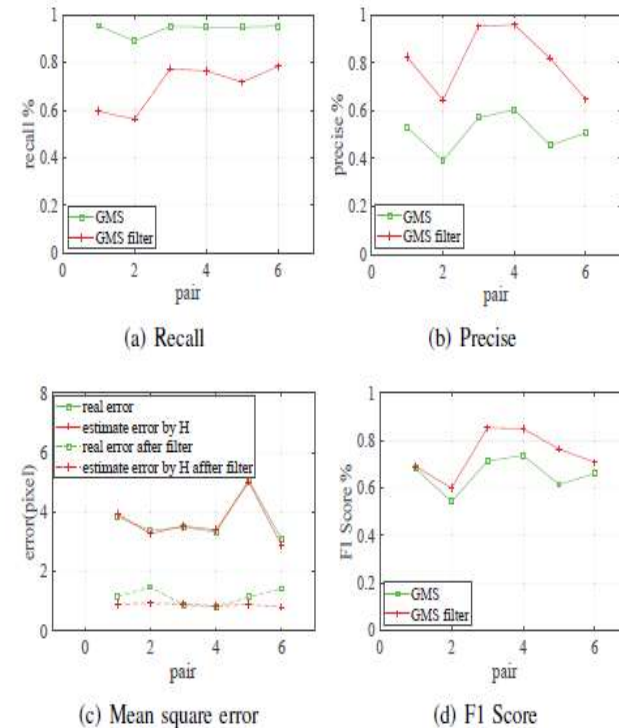 1
0.8
0.6
0.4
0.2
0
0
2
4
6
recall %
pair
GMS
GMS filter
(a) Recall
1
0.8
0.6
0.4
0.2
0
0
2
4
6
precise %
pair
GMS
GMS filter
(b) Precise
8
6
4
2
0
0
2
4
6
error(pixel)
pair
real error
estimate error by H
real error after filter
estimate error by H affter filter
(c) Mean square error
1
0.8
0.6
0.4
0.2
0
0
2
4
6
F1 Score %
pair
GMS
GMS filter
(d) F1 Score